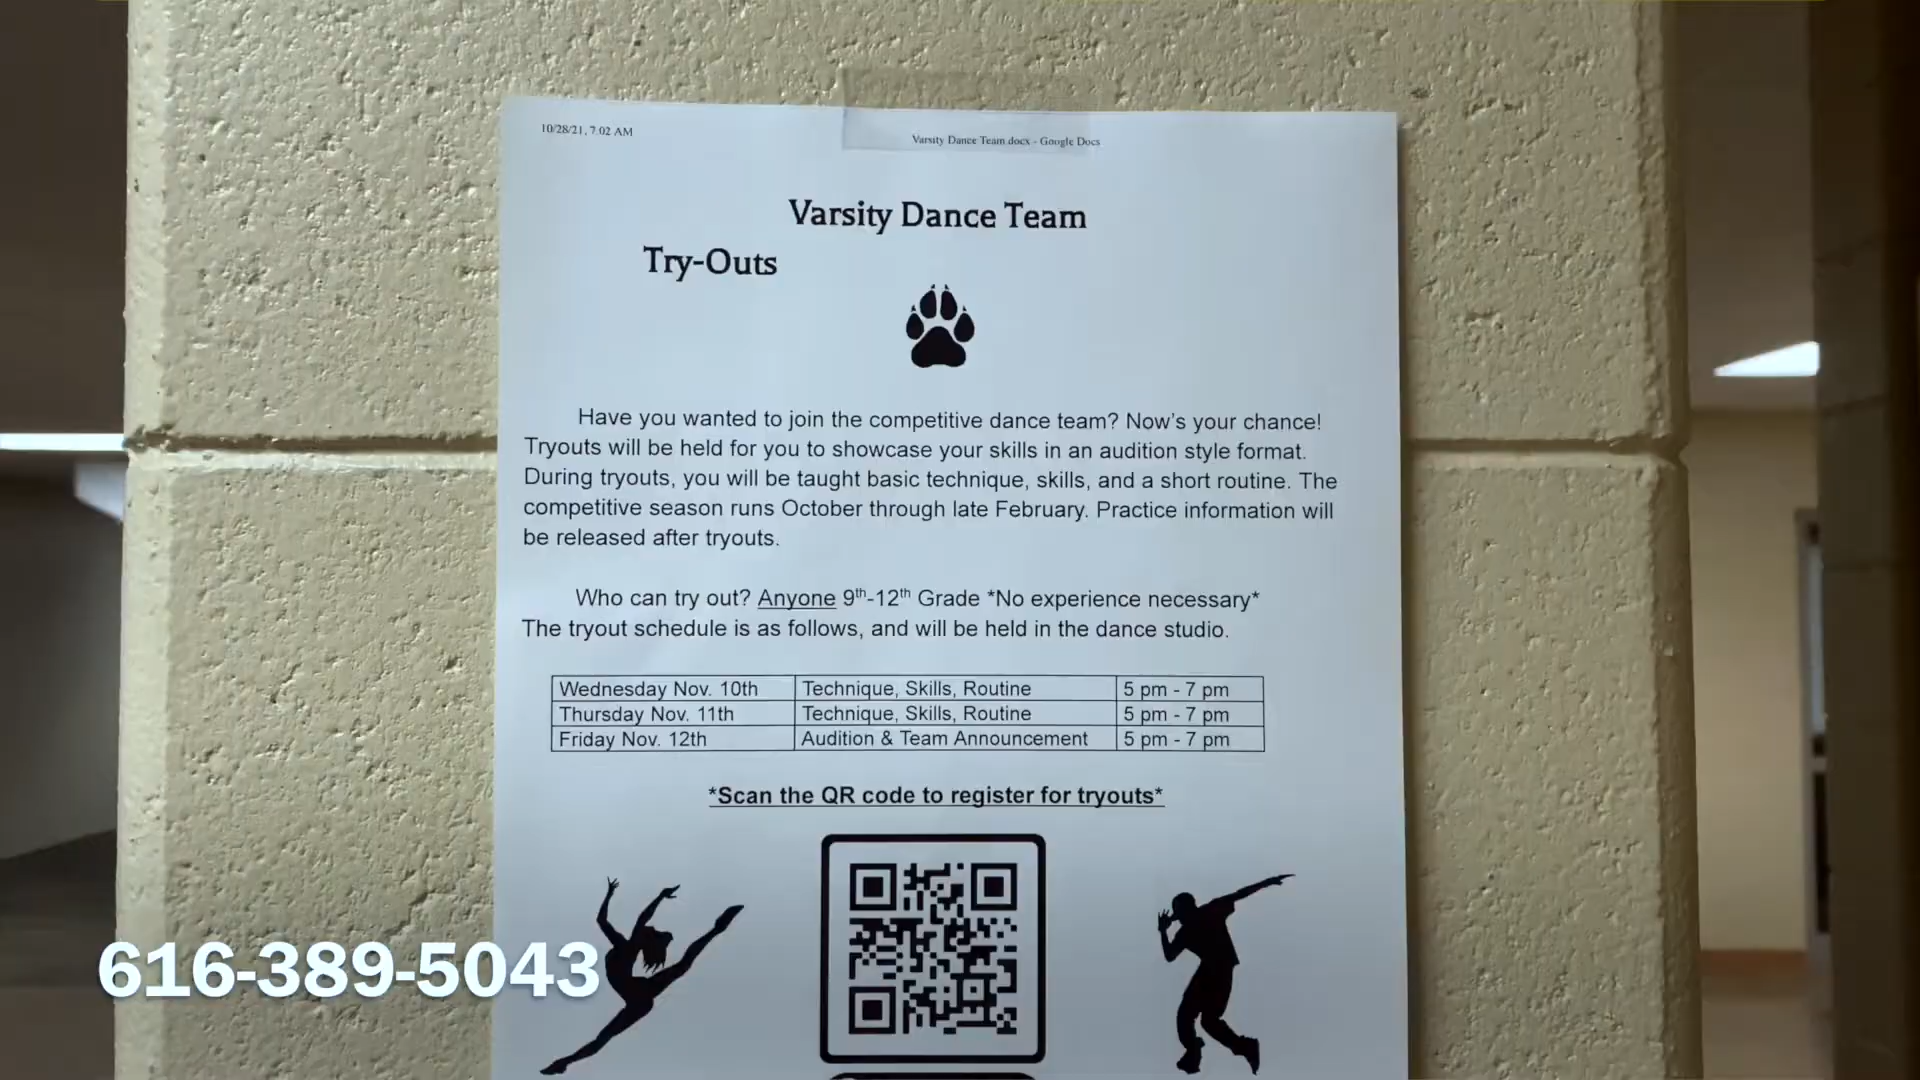 10/28/21, 7:02 AM
Varsity Dance Team.docx - Google Docs
Varsity Dance Team
Try-Outs
Have you wanted to join the competitive dance team? Now's your chance!
Tryouts will be held for you to showcase your skills in an audition style format.
During tryouts, you will be taught basic technique, skills, and a short routine. The
competitive season runs October through late February. Practice information will
be released after tryouts.
Who can try out? Anyone 9th-12th Grade *No experience necessary*
The tryout schedule is as follows, and will be held in the dance studio.
Wednesday Nov. 10th Technique, Skills, Routine 5 pm - 7 pm
Thursday Nov. 11th Technique, Skills, Routine 5 pm - 7 pm
Friday Nov. 12th Audition & Team Announcement 5 pm - 7 pm
*Scan the QR code to register for tryouts*
616-389-5043